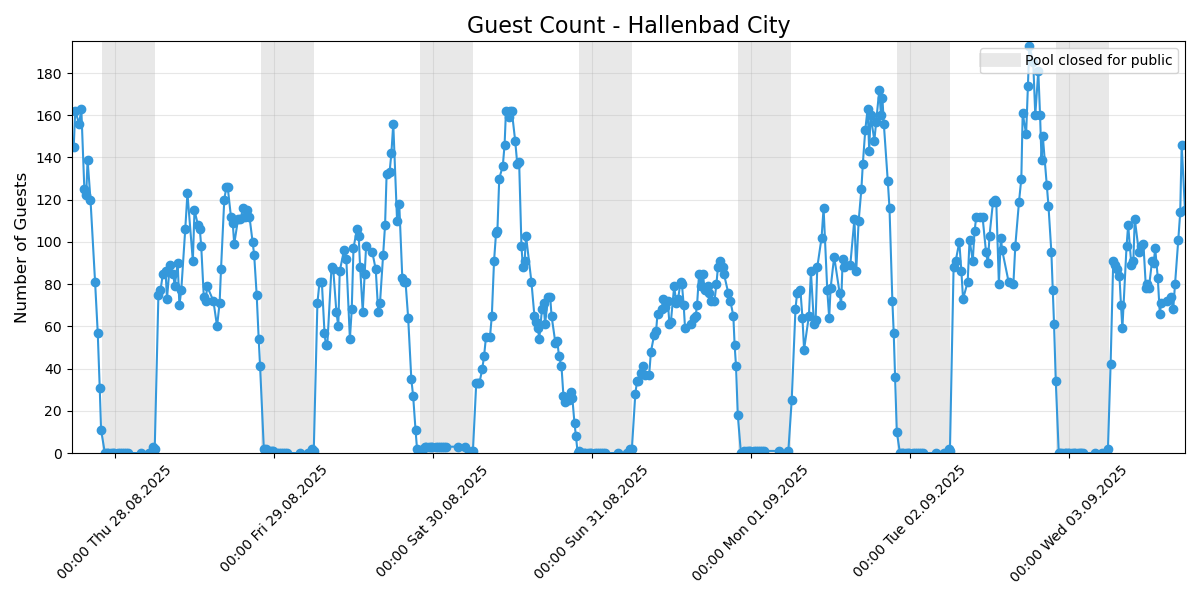 Guest Count - Hallenbad City
Pool closed for public
Number of Guests
180
160
140
120
100
80
60
40
20
0
00:00 Thu 28.08.2025
00:00 Fri 29.08.2025
00:00 Sat 30.08.2025
00:00 Sun 31.08.2025
00:00 Mon 01.09.2025
00:00 Tue 02.09.2025
00:00 Wed 03.09.2025